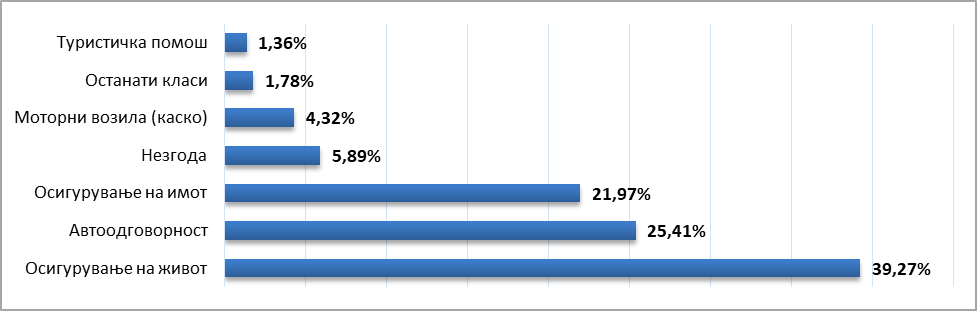 Туристичка помош 1,36%
Останати класи 1,78%
Моторни возила (каско) 4,32%
Незгода 5,89%
Осигурување на имот 21,97%
Автоодговорност 25,41%
Осигурување на живот 39,27%